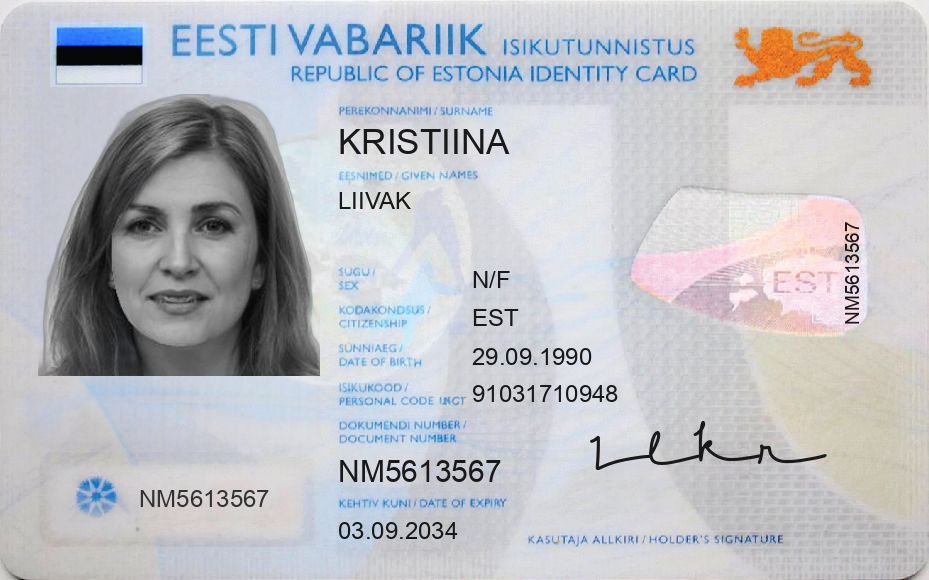 EESTI VABARIIK ISIKUTUNNISTUS
REPUBLIC OF ESTONIA IDENTITY CARD
PEREKONNANIMI / SURNAME
KRISTIINA
EESNIMED / GIVEN NAMES
LIIVAK
SUGU /
SEX
N/F
KODAKONDSUS /
CITIZENSHIP
EST
SÜNNIAEG /
DATE OF BIRTH
29.09.1990
ISIKUKOOD /
PERSONAL CODE
91031710948
DOKUMENDI NUMBER /
DOCUMENT NUMBER
NM5613567
KEHTIV KUNI / DATE OF EXPIRY
03.09.2034
NM5613567
EST
NM5613567
KASUTAJA ALLKIRI / HOLDER'S SIGNATURE